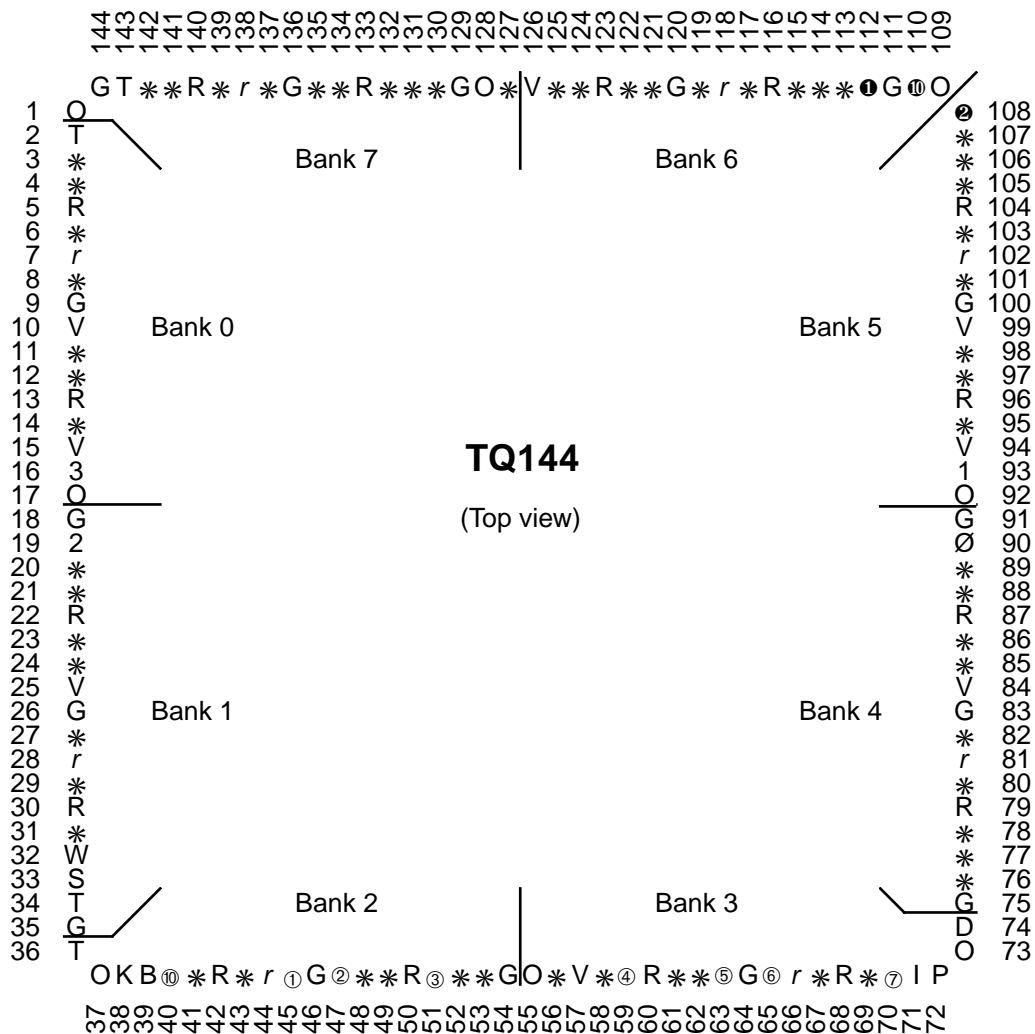 144 143 142 141 140 139 138 137 136 135 134 133 132 131 130 129 128 127 126 125 124 123 122 121 120 119 118 117 116 115 114 113 112 111 110 109
G T ✳ ✳ R ✳ r ✳ G ✳ ✳ R ✳ ✳ ✳ G O ✳ V ✳ ✳ R ✳ ✳ G ✳ r ✳ R ✳ ✳ ✳ ❶ G ❿ O
1 O ❷ 108
2 T ✳ 107
3 ✳ Bank 7 Bank 6 ✳ 106
4 ✳ ✳ 105
5 R R 104
6 ✳ ✳ 103
7 r r 102
8 ✳ ✳ 101
9 G G 100
10 V Bank 0 Bank 5 V 99
11 ✳ ✳ 98
12 ✳ ✳ 97
13 R R 96
14 ✳ ✳ 95
15 V TQ144 V 94
16 3 1 93
17 O O 92
18 G (Top view) G 91
19 2 Ø 90
20 ✳ ✳ 89
21 ✳ ✳ 88
22 R R 87
23 ✳ ✳ 86
24 ✳ ✳ 85
25 V V 84
26 G Bank 1 Bank 4 G 83
27 ✳ ✳ 82
28 r r 81
29 ✳ ✳ 80
30 R R 79
31 ✳ ✳ 78
32 W ✳ 77
33 S ✳ 76
34 T Bank 2 Bank 3 G 75
35 G D 74
36 T O 73
O K B ⑩ ✳ R ✳ r ① G ② ✳ ✳ R ③ ✳ ✳ G O ✳ V ✳ ④ R ✳ ✳ ⑤ G ⑥ r ✳ R ✳ ⑦ I P
37 38 39 40 41 42 43 44 45 46 47 48 49 50 51 52 53 54 55 56 57 58 59 60 61 62 63 64 65 66 67 68 69 70 71 72